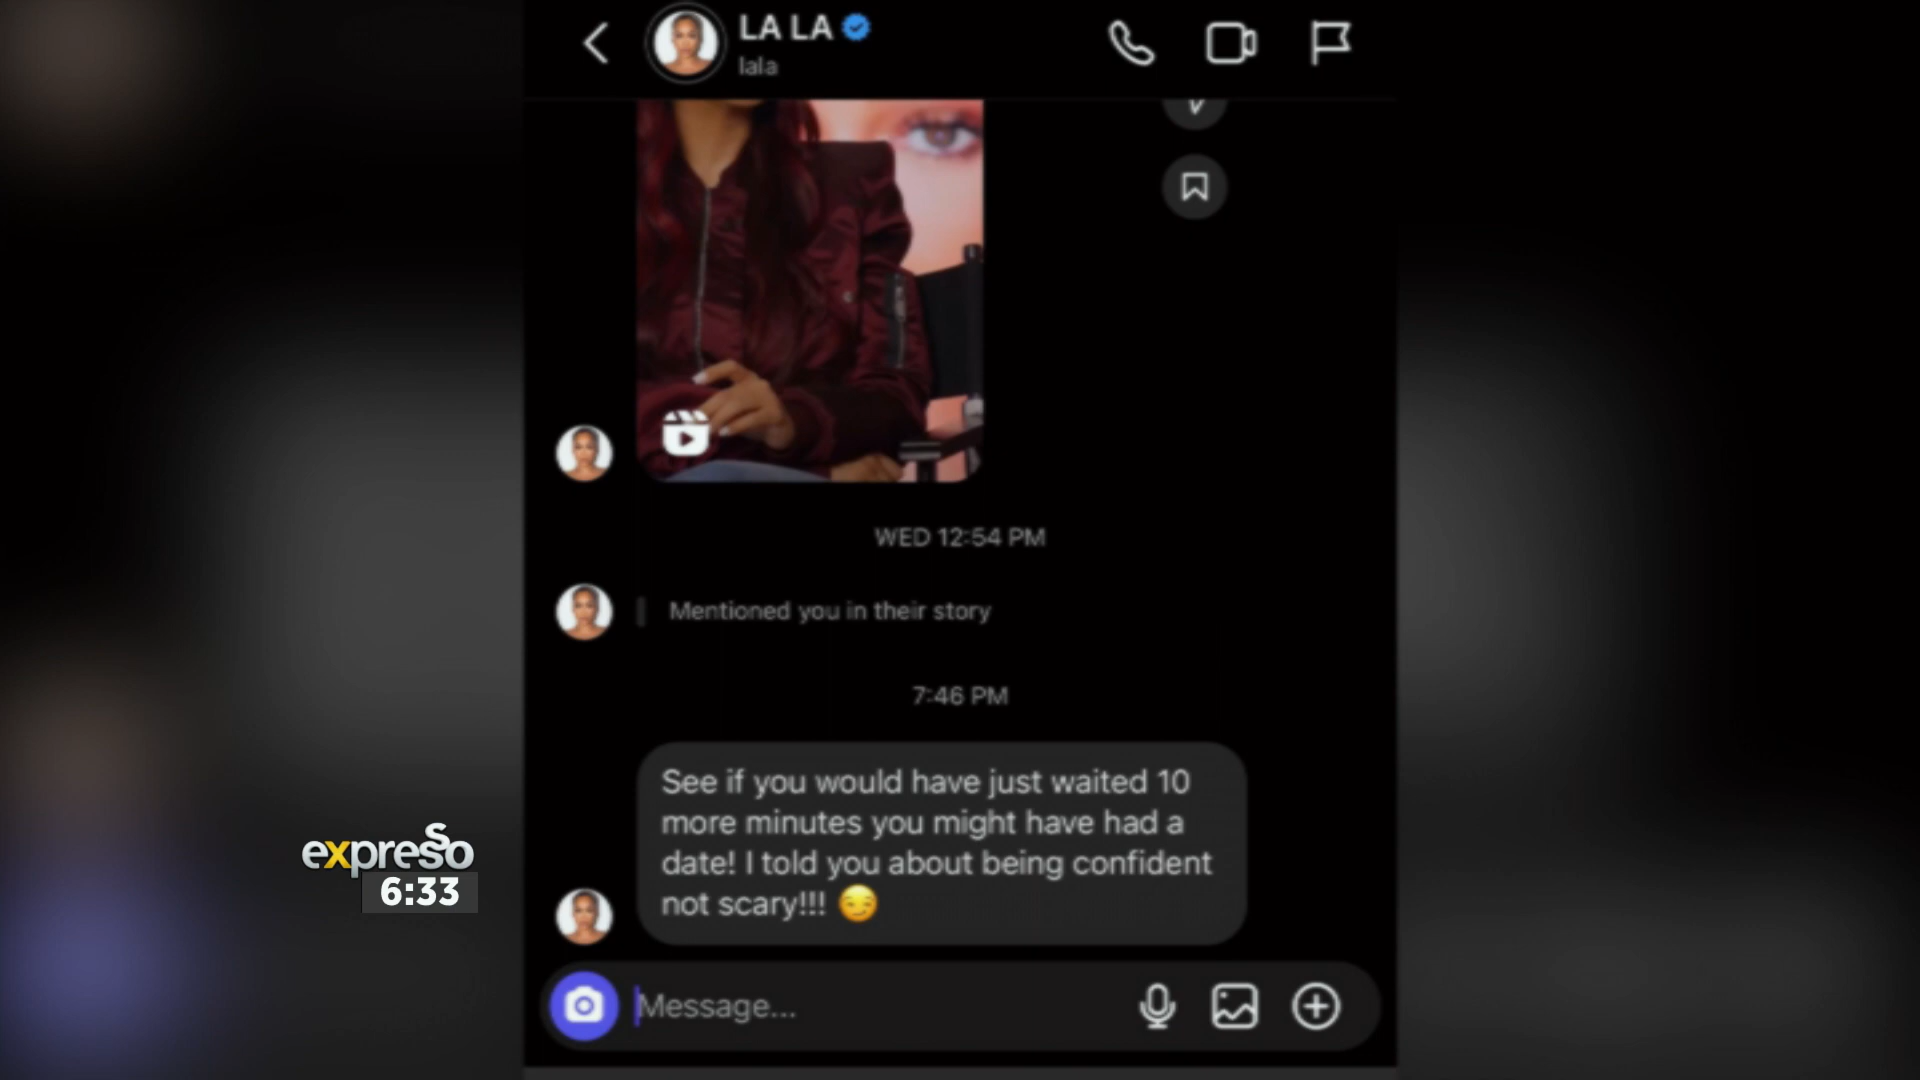 LA LA
lala
WED 12:54 PM
Mentioned you in their story
7:46 PM
See if you would have just waited 10
more minutes you might have had a
date! I told you about being confident
not scary!!! 😏
expresso
6:33
Message...